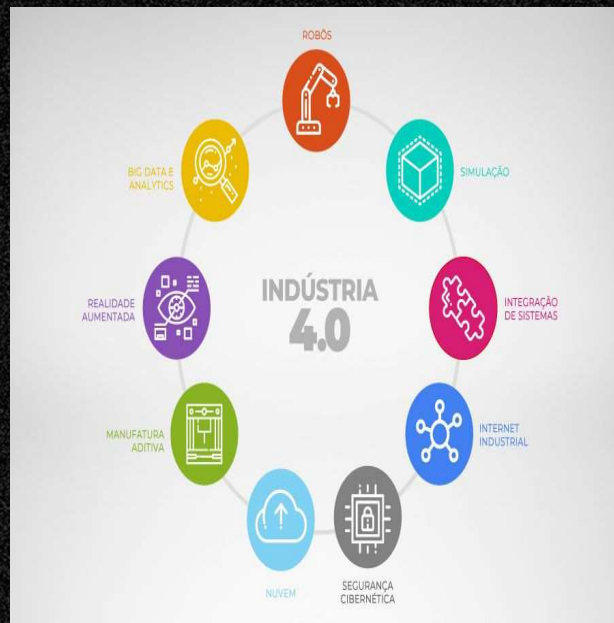 ROBÔS
SIMULAÇÃO
INTEGRAÇÃO
DE SISTEMAS
INTERNET
INDUSTRIAL
SEGURANÇA
CIBERNÉTICA
NUVEM
MANUFATURA
ADITIVA
REALIDADE
AUMENTADA
BIG DATA E
ANALYTICS
INDÚSTRIA
4.0